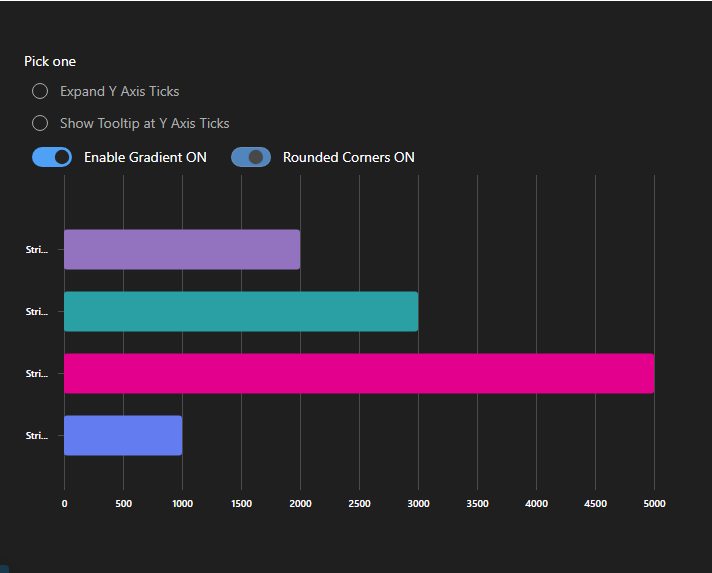 Pick one
Expand Y Axis Ticks
Show Tooltip at Y Axis Ticks
Enable Gradient ON Rounded Corners ON
Stri...
Stri...
Stri...
Stri...
0 500 1000 1500 2000 2500 3000 3500 4000 4500 5000